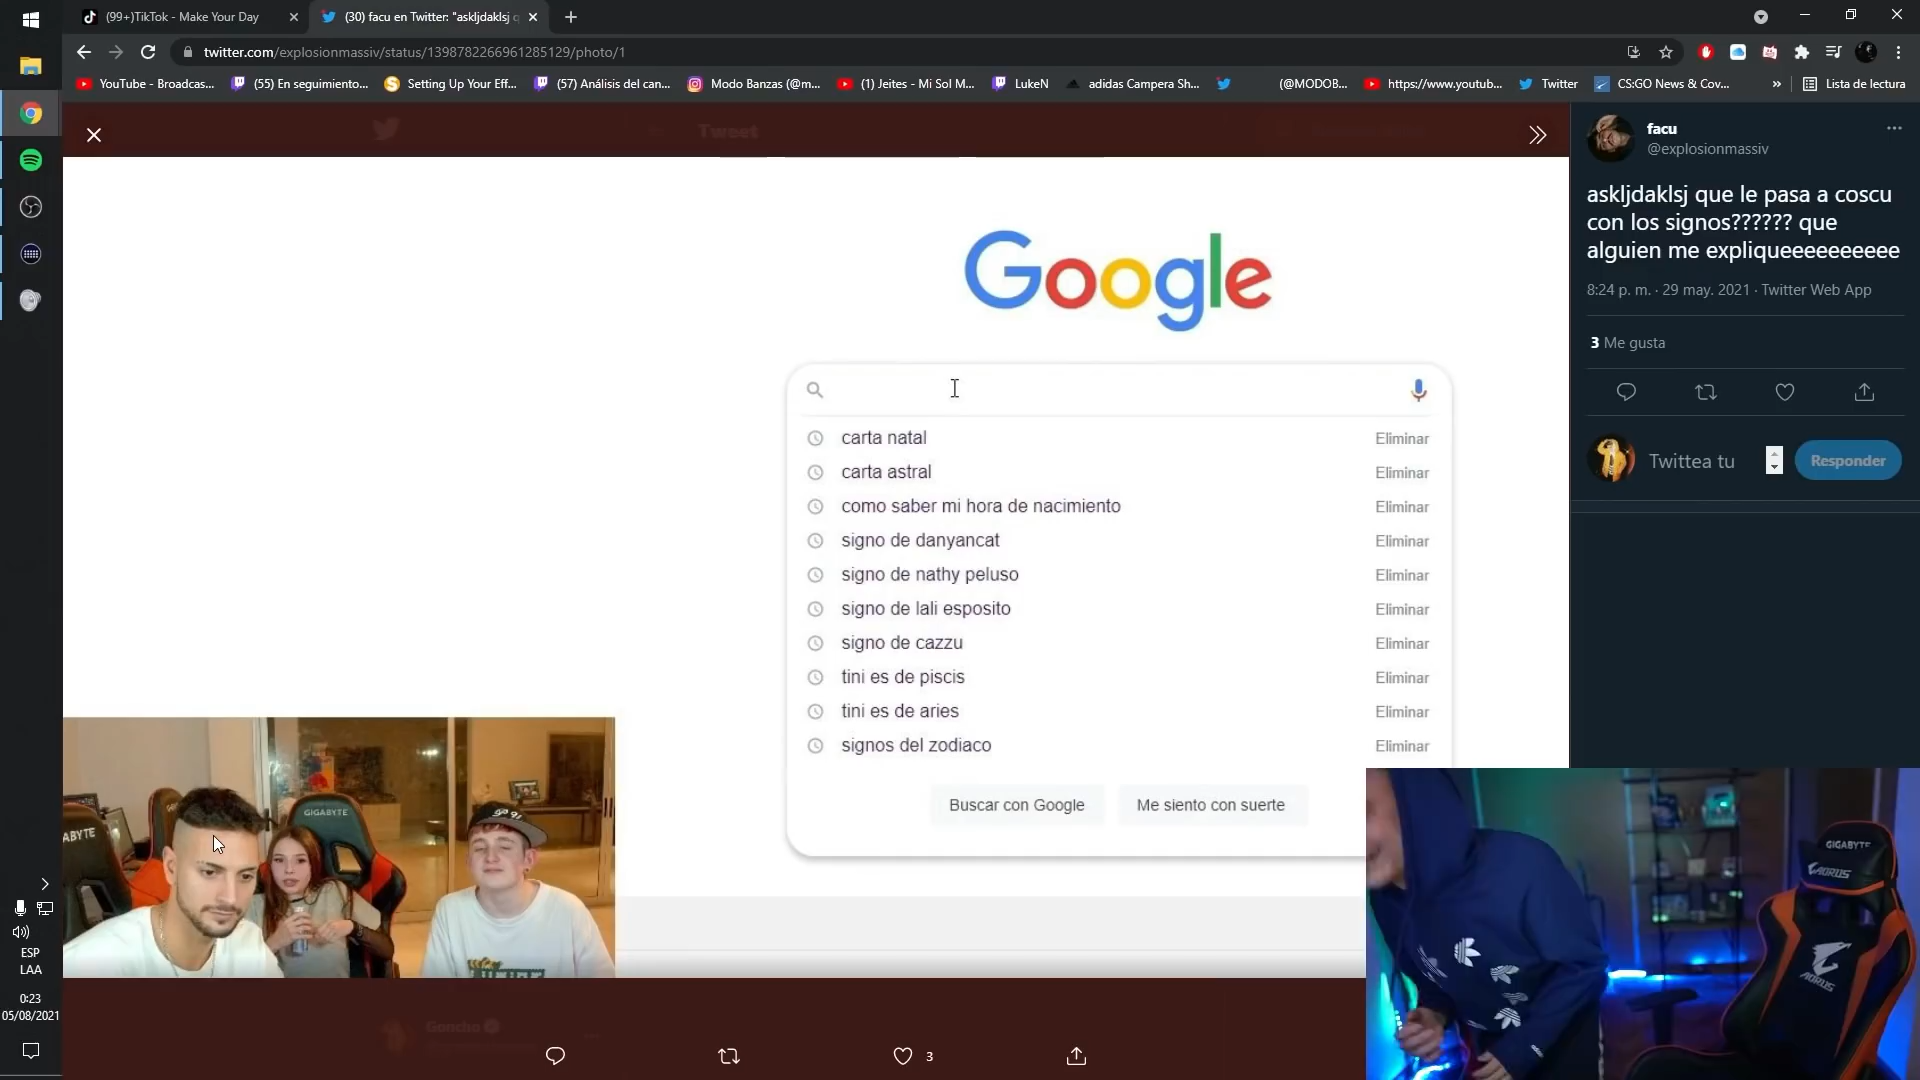 (99+)TikTok - Make Your Day
(30) facu en Twitter: "askljdaklsj q
twitter.com/explosionmassiv/status/1398782266961285129/photo/1
YouTube - Broadcas...
(55) En seguimiento...
Setting Up Your Eff...
(57) Análisis del can...
Modo Banzas (@m...
(1) Jeites - Mi Sol M...
LukeN
adidas Campera Sh...
(@MODOB...
https://www.youtub...
Twitter
CS:GO News & Cov...
»
Lista de lectura
Tweet
facu
@explosionmassiv
askljdaklsj que le pasa a coscu
con los signos?????? que
alguien me expliqueeeeeeeeee
8:24 p. m. · 29 may. 2021 · Twitter Web App
3 Me gusta
Twittea tu
Responder
Google
carta natal Eliminar
carta astral Eliminar
como saber mi hora de nacimiento Eliminar
signo de danyancat Eliminar
signo de nathy peluso Eliminar
signo de lali esposito Eliminar
signo de cazzu Eliminar
tini es de piscis Eliminar
tini es de aries Eliminar
signos del zodiaco Eliminar
Buscar con Google
Me siento con suerte
GIGABYTE
GIGABYTE
AORUS
AORUS
ESP
LAA
0:23
05/08/2021
Goncho
3